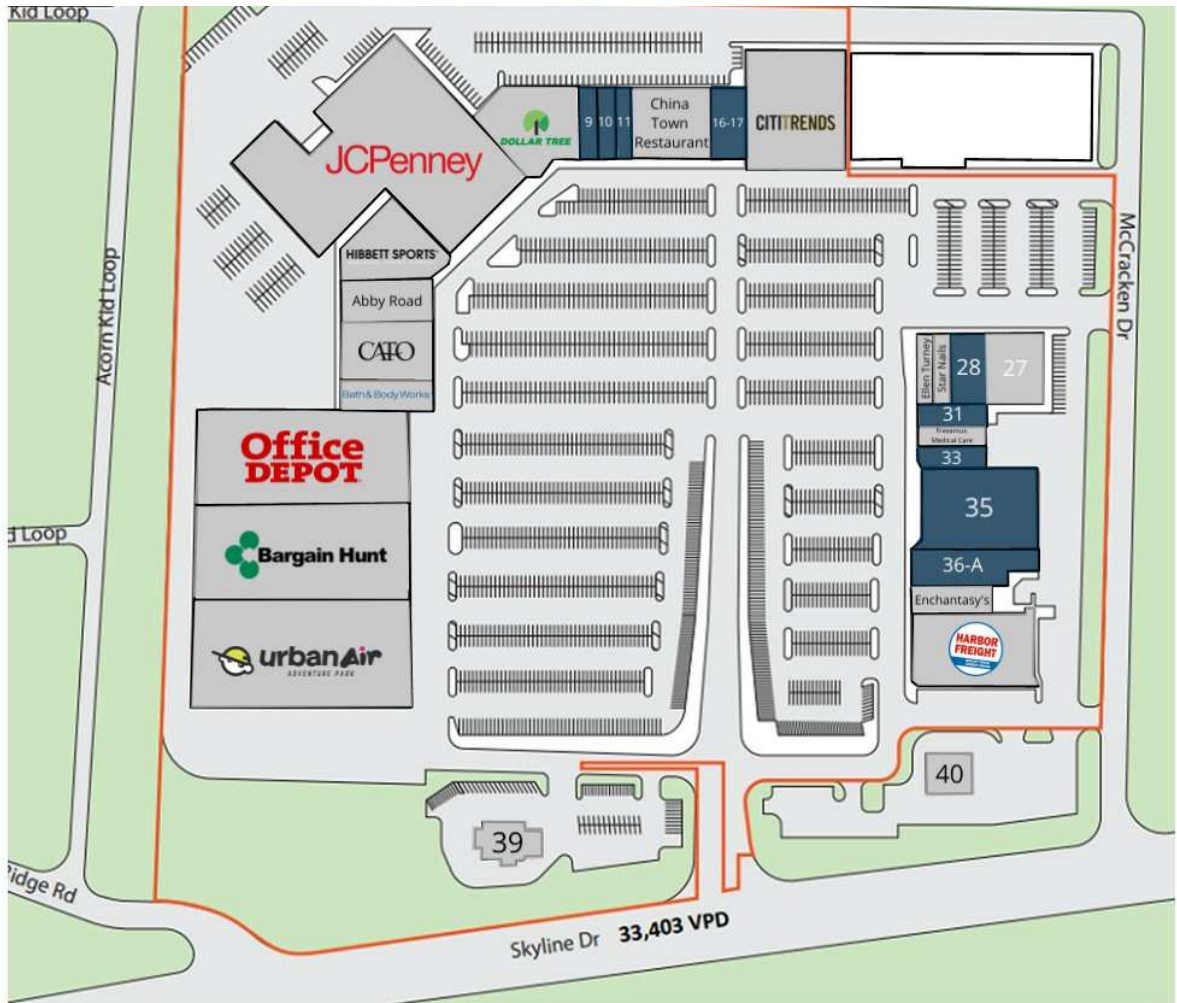 Kid Loop
JCPenney
DOLLAR TREE
9
10
11
China
Town
Restaurant
16-17
CITITRENDS
HIBBETT SPORTS
Abby Road
CATO
Bath & Body Works
Acorn Kid Loop
McCracken Dr
Ellen Turney
Star Nails
28
27
31
Fresenius
Medical Care
33
35
36-A
Enchantasy's
HARBOR
FREIGHT
Office
DEPOT
Bargain Hunt
urban Air
ADVENTURE PARK
d Loop
39
40
Ridge Rd
Skyline Dr 33,403 VPD